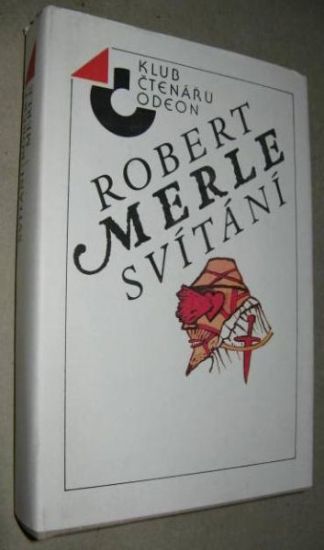 KLUB
ČTENÁŘŮ
ODEON
ROBERT
MERLE
SVÍTÁNÍ